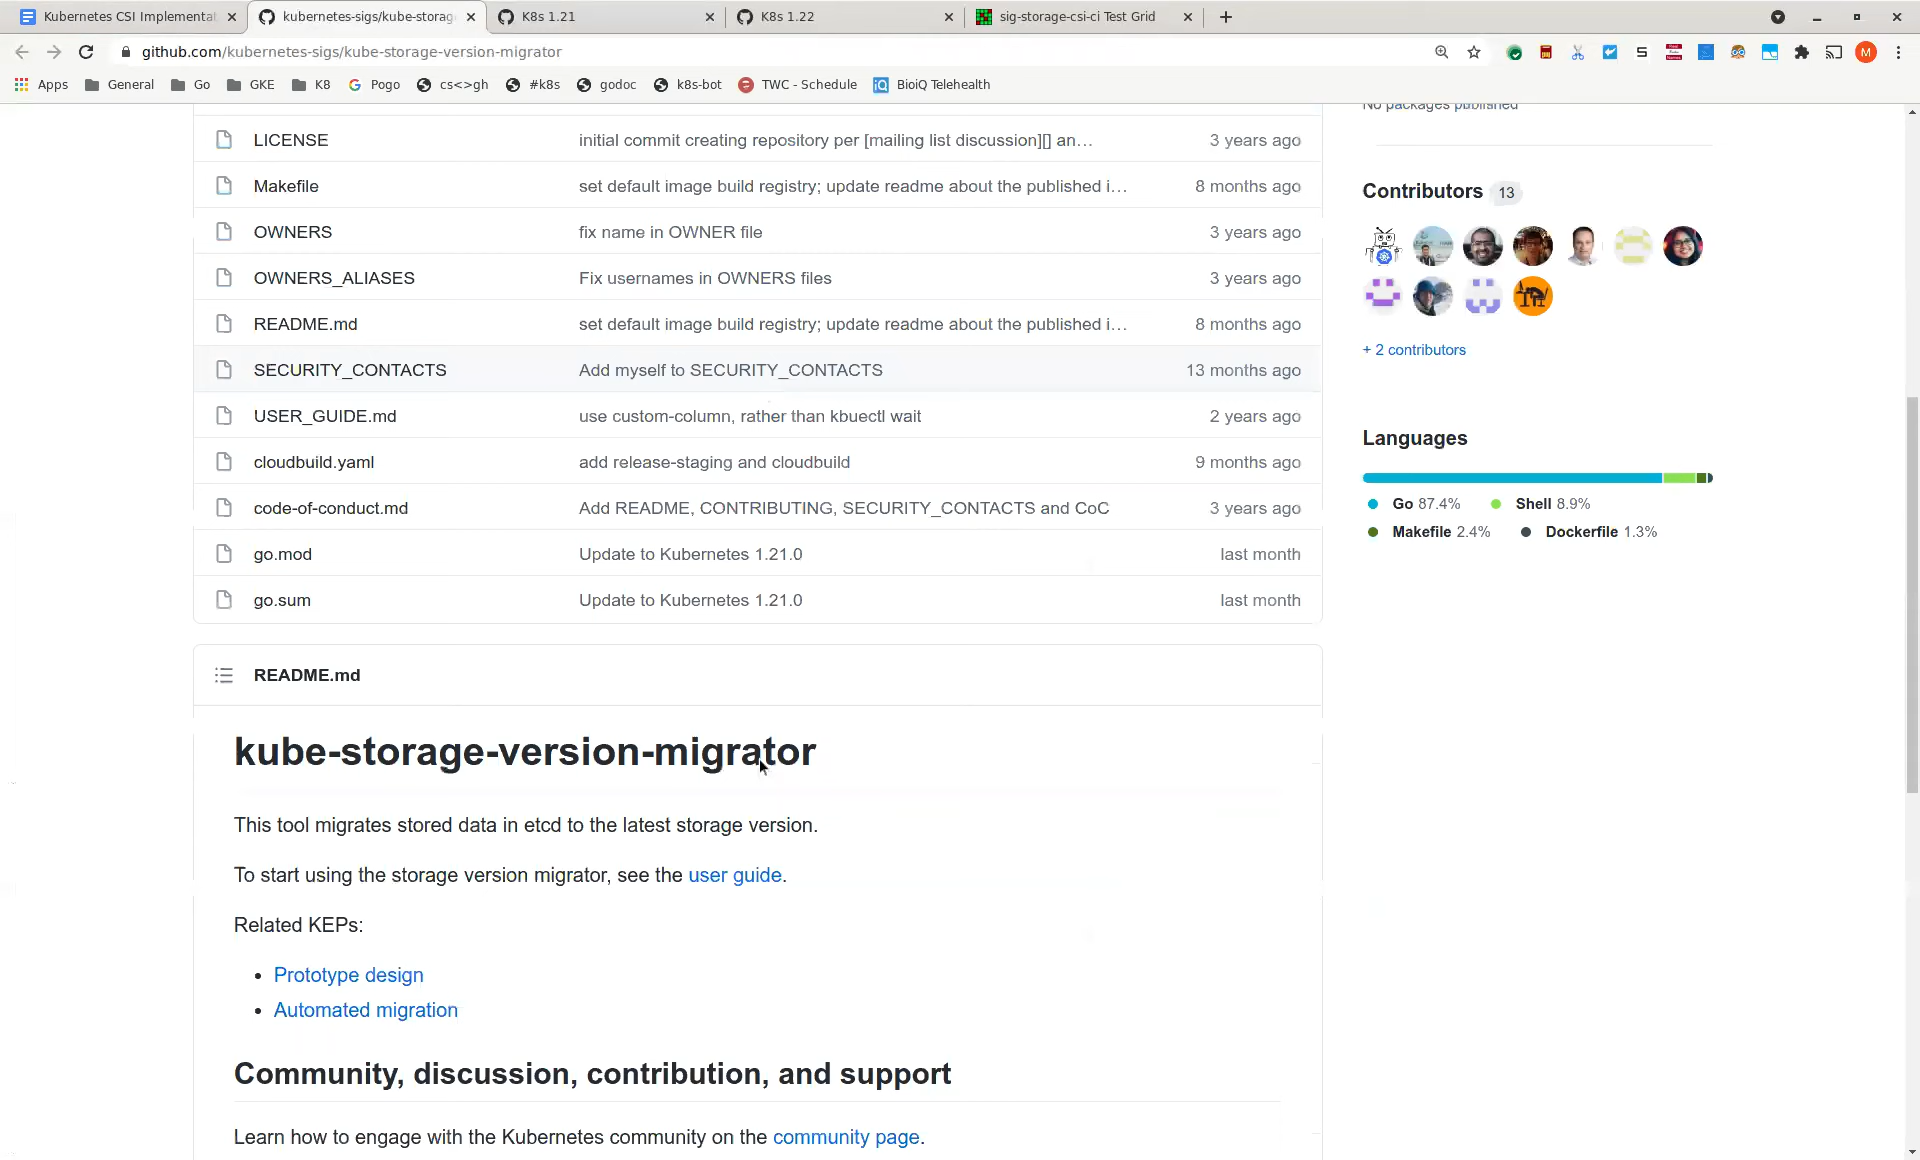 Kubernetes CSI Implementa
kubernetes-sigs/kube-storag
K8s 1.21
K8s 1.22
sig-storage-csi-ci Test Grid
github.com/kubernetes-sigs/kube-storage-version-migrator
M
Apps
General
Go
GKE
K8
Pogo
cs<>gh
#k8s
godoc
k8s-bot
TWC - Schedule
BioiQ Telehealth
No packages published
LICENSE initial commit creating repository per [mailing list discussion][] an… 3 years ago
Makefile set default image build registry; update readme about the published i… 8 months ago
OWNERS fix name in OWNER file 3 years ago
OWNERS_ALIASES Fix usernames in OWNERS files 3 years ago
README.md set default image build registry; update readme about the published i… 8 months ago
SECURITY_CONTACTS Add myself to SECURITY_CONTACTS 13 months ago
USER_GUIDE.md use custom-column, rather than kbuectl wait 2 years ago
cloudbuild.yaml add release-staging and cloudbuild 9 months ago
code-of-conduct.md Add README, CONTRIBUTING, SECURITY_CONTACTS and CoC 3 years ago
go.mod Update to Kubernetes 1.21.0 last month
go.sum Update to Kubernetes 1.21.0 last month
Contributors 13
+ 2 contributors
Languages
Go 87.4% Shell 8.9%
Makefile 2.4% Dockerfile 1.3%
README.md
kube-storage-version-migrator
This tool migrates stored data in etcd to the latest storage version.
To start using the storage version migrator, see the user guide.
Related KEPs:
• Prototype design
• Automated migration
Community, discussion, contribution, and support
Learn how to engage with the Kubernetes community on the community page.